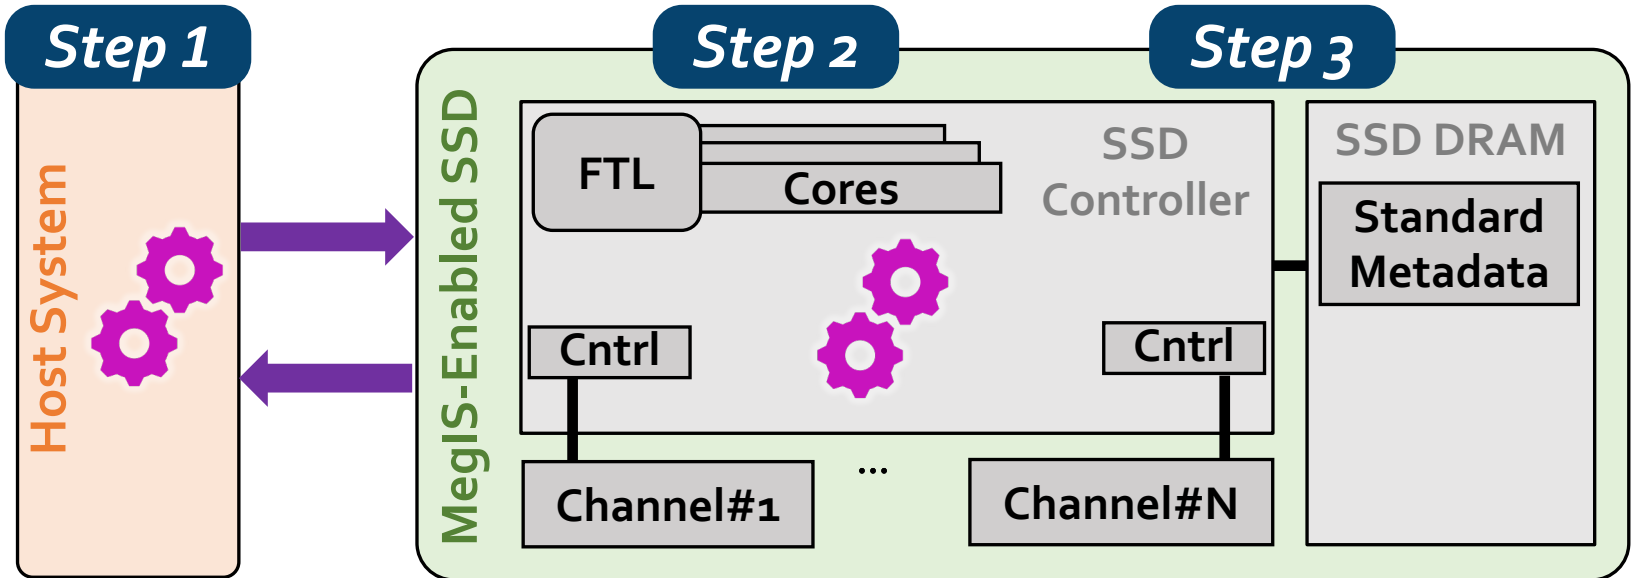 Step 1
Step 2
Step 3
Host System
MegIS-Enabled SSD
FTL
Cores
SSD
Controller
SSD DRAM
Standard
Metadata
Cntrl
Cntrl
Channel#1
...
Channel#N